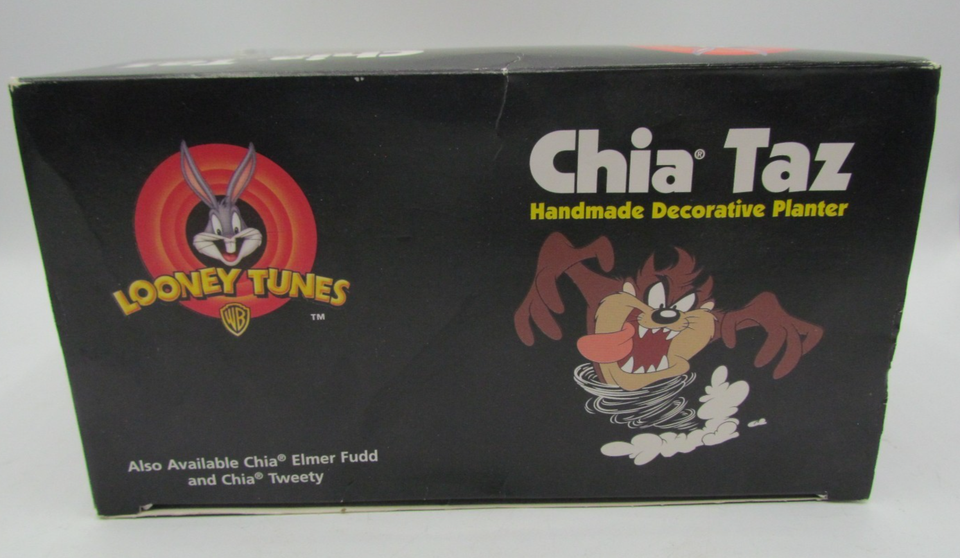 LOONEY TUNES
WB
TM
Also Available Chia® Elmer Fudd
and Chia® Tweety
Chia® Taz
Handmade Decorative Planter